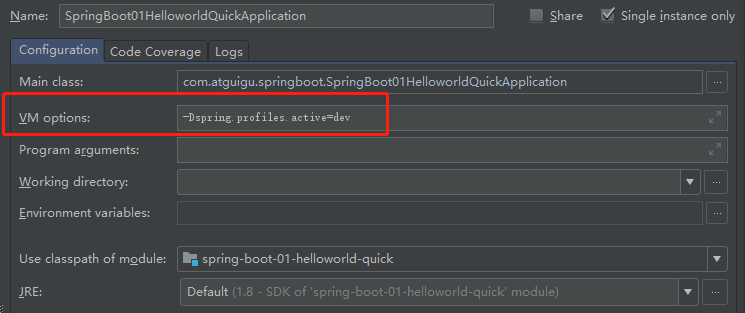 Name: SpringBoot01HelloworldQuickApplication Share Single instance only
Configuration Code Coverage Logs
Main class: com.atguigu.springboot.SpringBoot01HelloworldQuickApplication ...
VM options: -Dspring.profiles.active=dev
Program arguments:
Working directory: ...
Environment variables: ...
Use classpath of module: spring-boot-01-helloworld-quick
JRE: Default (1.8 - SDK of 'spring-boot-01-helloworld-quick' module) ...